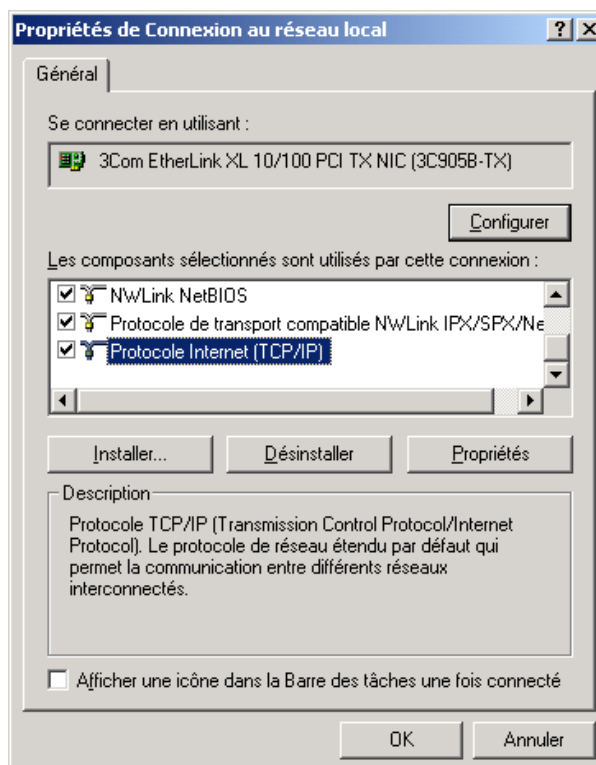 Propriétés de Connexion au réseau local
Général
Se connecter en utilisant :
3Com EtherLink XL 10/100 PCI TX NIC (3C905B-TX)
Configurer
Les composants sélectionnés sont utilisés par cette connexion :
NWLink NetBIOS
Protocole de transport compatible NWLink IPX/SPX/Ne
Protocole Internet (TCP/IP)
Installer...
Désinstaller
Propriétés
Description
Protocole TCP/IP (Transmission Control Protocol/Internet
Protocol). Le protocole de réseau étendu par défaut qui
permet la communication entre différents réseaux
interconnectés.
Afficher une icône dans la Barre des tâches une fois connecté
OK
Annuler